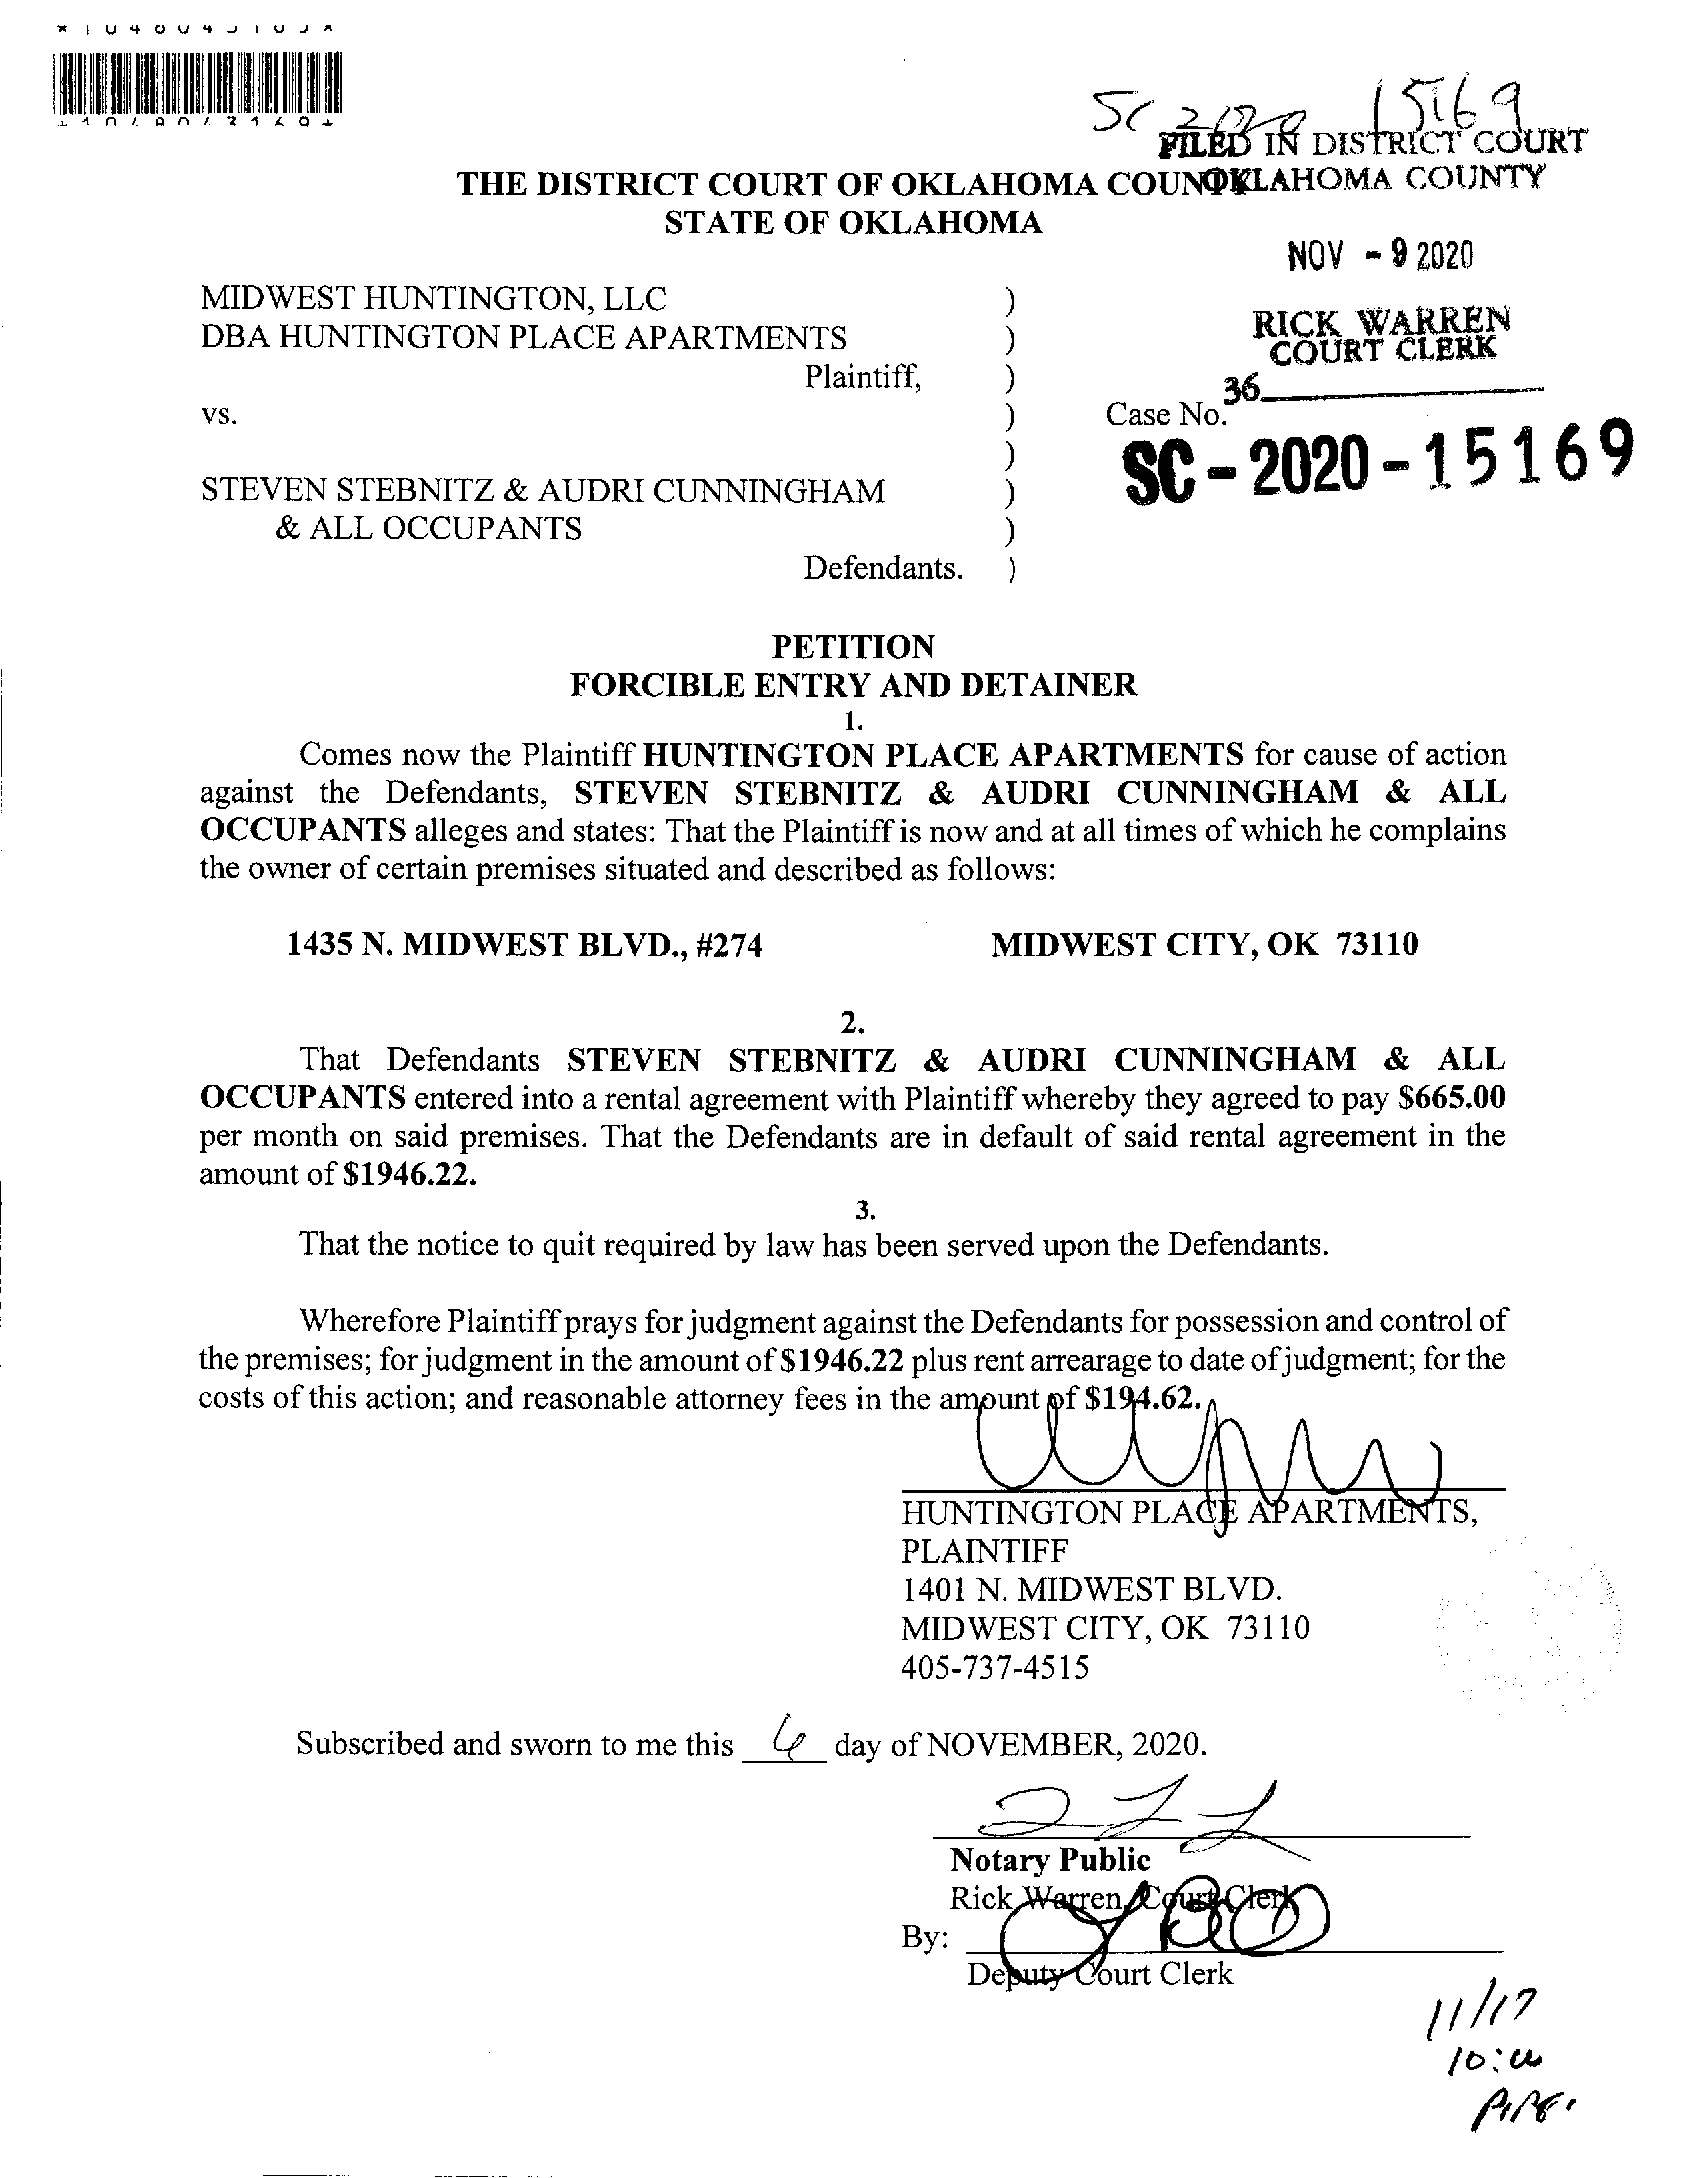 SC 2020 15169
FILED IN DISTRICT COURT
OKLAHOMA COUNTY
THE DISTRICT COURT OF OKLAHOMA COUNTY
STATE OF OKLAHOMA
NOV - 9 2020
MIDWEST HUNTINGTON, LLC )
DBA HUNTINGTON PLACE APARTMENTS )
RICK WARREN
COURT CLERK
Plaintiff, )
36
vs. ) Case No.
)
SC-2020-15169
STEVEN STEBNITZ & AUDRI CUNNINGHAM )
& ALL OCCUPANTS )
Defendants. )
PETITION
FORCIBLE ENTRY AND DETAINER
1.
Comes now the Plaintiff HUNTINGTON PLACE APARTMENTS for cause of action
against the Defendants, STEVEN STEBNITZ & AUDRI CUNNINGHAM & ALL
OCCUPANTS alleges and states: That the Plaintiff is now and at all times of which he complains
the owner of certain premises situated and described as follows:
1435 N. MIDWEST BLVD., #274 MIDWEST CITY, OK 73110
2.
That Defendants STEVEN STEBNITZ & AUDRI CUNNINGHAM & ALL
OCCUPANTS entered into a rental agreement with Plaintiff whereby they agreed to pay $665.00
per month on said premises. That the Defendants are in default of said rental agreement in the
amount of $1946.22.
3.
That the notice to quit required by law has been served upon the Defendants.
Wherefore Plaintiff prays for judgment against the Defendants for possession and control of
the premises; for judgment in the amount of $1946.22 plus rent arrearage to date of judgment; for the
costs of this action; and reasonable attorney fees in the amount of $194.62.
HUNTINGTON PLACE APARTMENTS,
PLAINTIFF
1401 N. MIDWEST BLVD.
MIDWEST CITY, OK 73110
405-737-4515
Subscribed and sworn to me this 6 day of NOVEMBER, 2020.
Notary Public
Rick Warren, Court Clerk
By:
Deputy Court Clerk
11/17